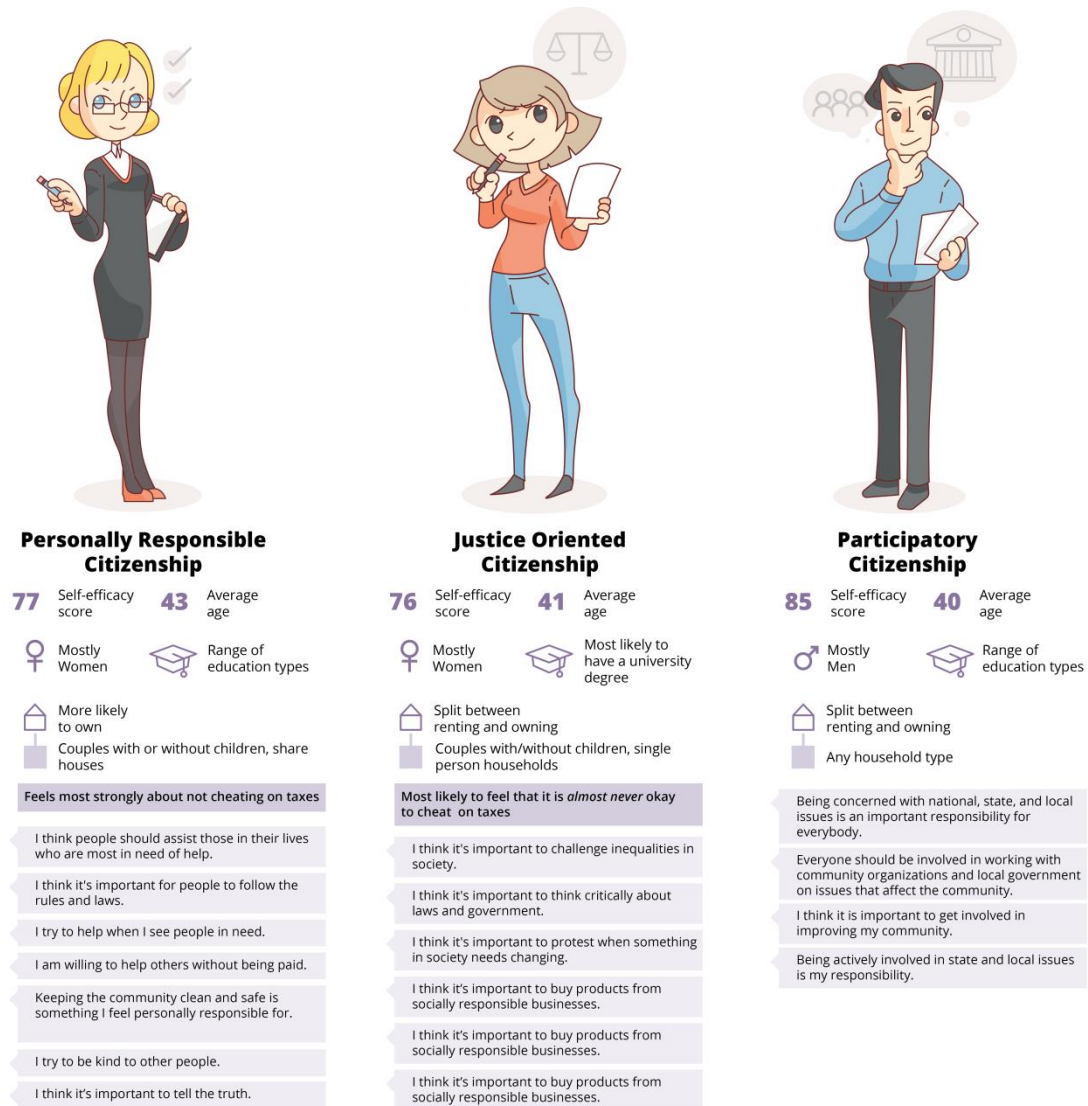 Personally Responsible
Citizenship
77
Self-efficacy
score
43
Average
age
Mostly
Women
Range of
education types
More likely
to own
Couples with or without children, share
houses
Feels most strongly about not cheating on taxes
I think people should assist those in their lives
who are most in need of help.
I think it's important for people to follow the
rules and laws.
I try to help when I see people in need.
I am willing to help others without being paid.
Keeping the community clean and safe is
something I feel personally responsible for.
I try to be kind to other people.
I think it’s important to tell the truth.
Justice Oriented
Citizenship
76
Self-efficacy
score
41
Average
age
Mostly
Women
Most likely to
have a university
degree
Split between
renting and owning
Couples with/without children, single
person households
Most likely to feel that it is almost never okay
to cheat on taxes
I think it's important to challenge inequalities in
society.
I think it's important to think critically about
laws and government.
I think it's important to protest when something
in society needs changing.
I think it’s important to buy products from
socially responsible businesses.
I think it’s important to buy products from
socially responsible businesses.
I think it’s important to buy products from
socially responsible businesses.
Participatory
Citizenship
85
Self-efficacy
score
40
Average
age
Mostly
Men
Range of
education types
Split between
renting and owning
Any household type
Being concerned with national, state, and local
issues is an important responsibility for
everybody.
Everyone should be involved in working with
community organizations and local government
on issues that affect the community.
I think it is important to get involved in
improving my community.
Being actively involved in state and local issues
is my responsibility.